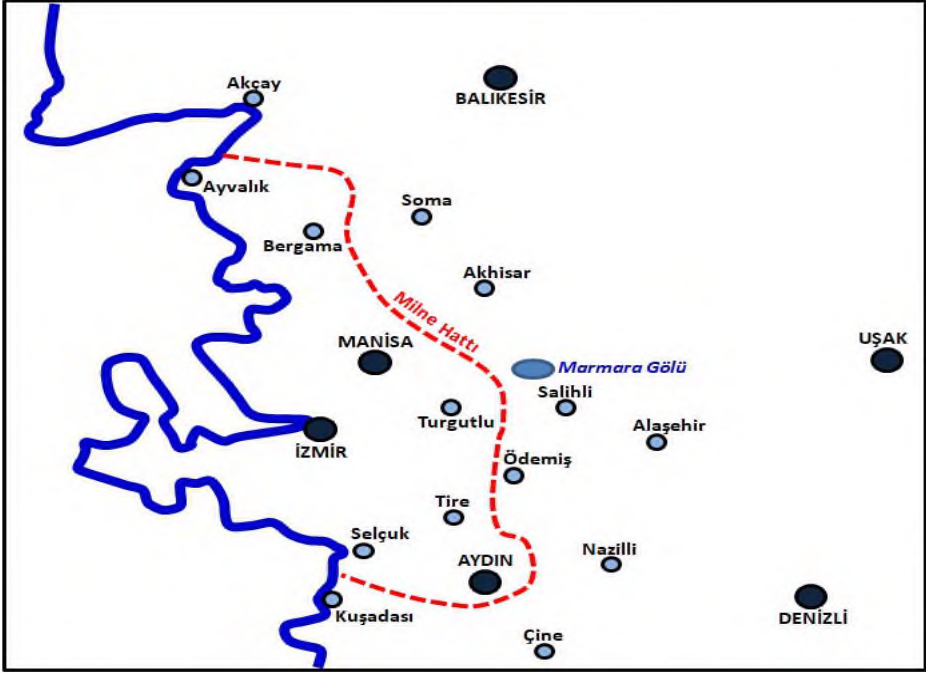 Akçay
BALIKESİR
Ayvalık
Soma
Bergama
Akhisar
Milne Hattı
MANİSA
UŞAK
Marmara Gölü
Salihli
Turgutlu
Alaşehir
İZMİR
Ödemiş
Tire
Selçuk
AYDIN
Nazilli
Kuşadası
DENİZLİ
Çine